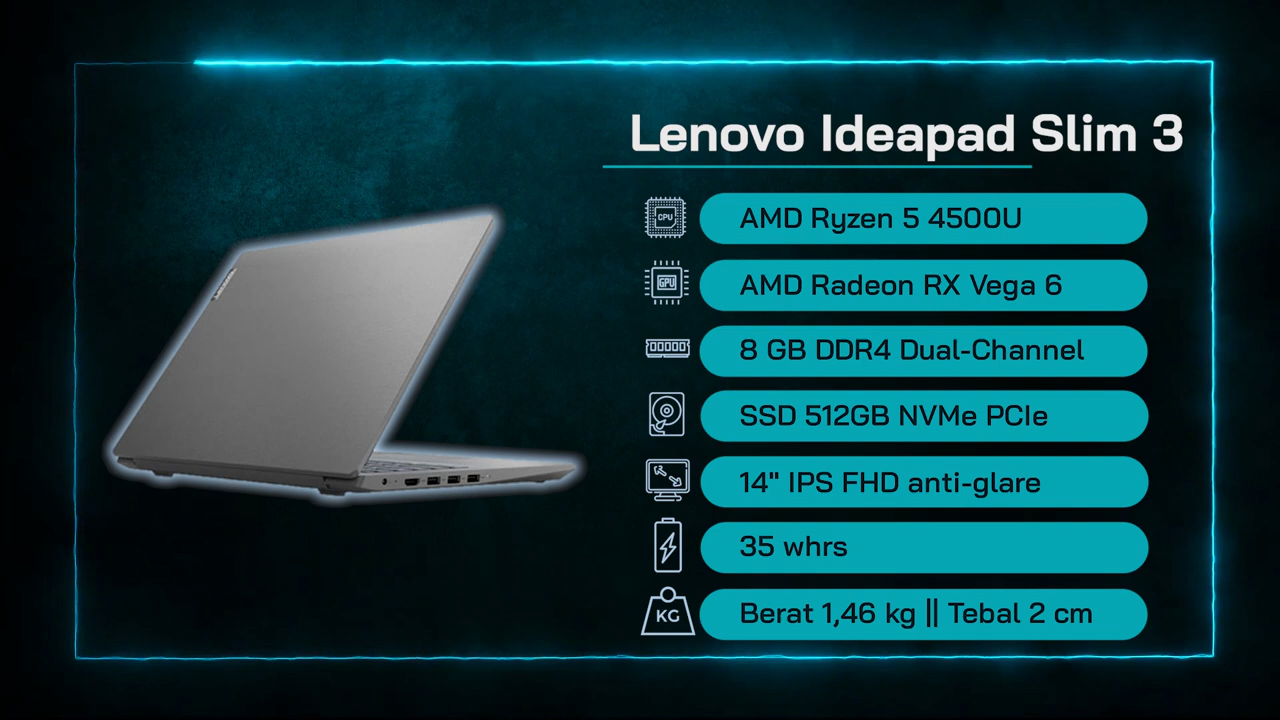 Lenovo Ideapad Slim 3
CPU
AMD Ryzen 5 4500U
GPU
AMD Radeon RX Vega 6
8 GB DDR4 Dual-Channel
SSD 512GB NVMe PCIe
14" IPS FHD anti-glare
35 whrs
KG
Berat 1,46 kg || Tebal 2 cm
Lenovo